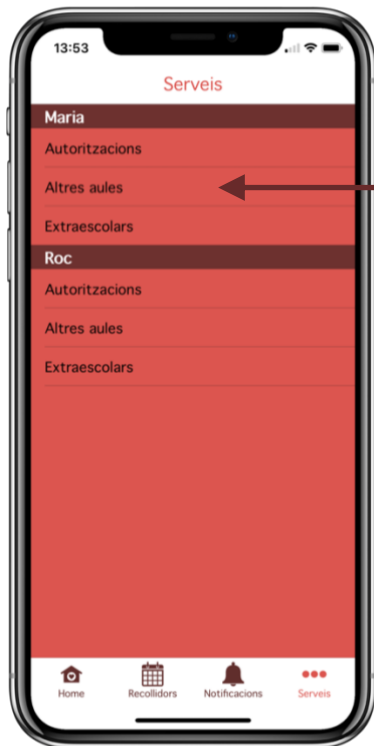 13:53
Serveis
Maria
Autoritzacions
Altres aules
Extraescolars
Roc
Autoritzacions
Altres aules
Extraescolars
Home Recollidors Notificacions Serveis